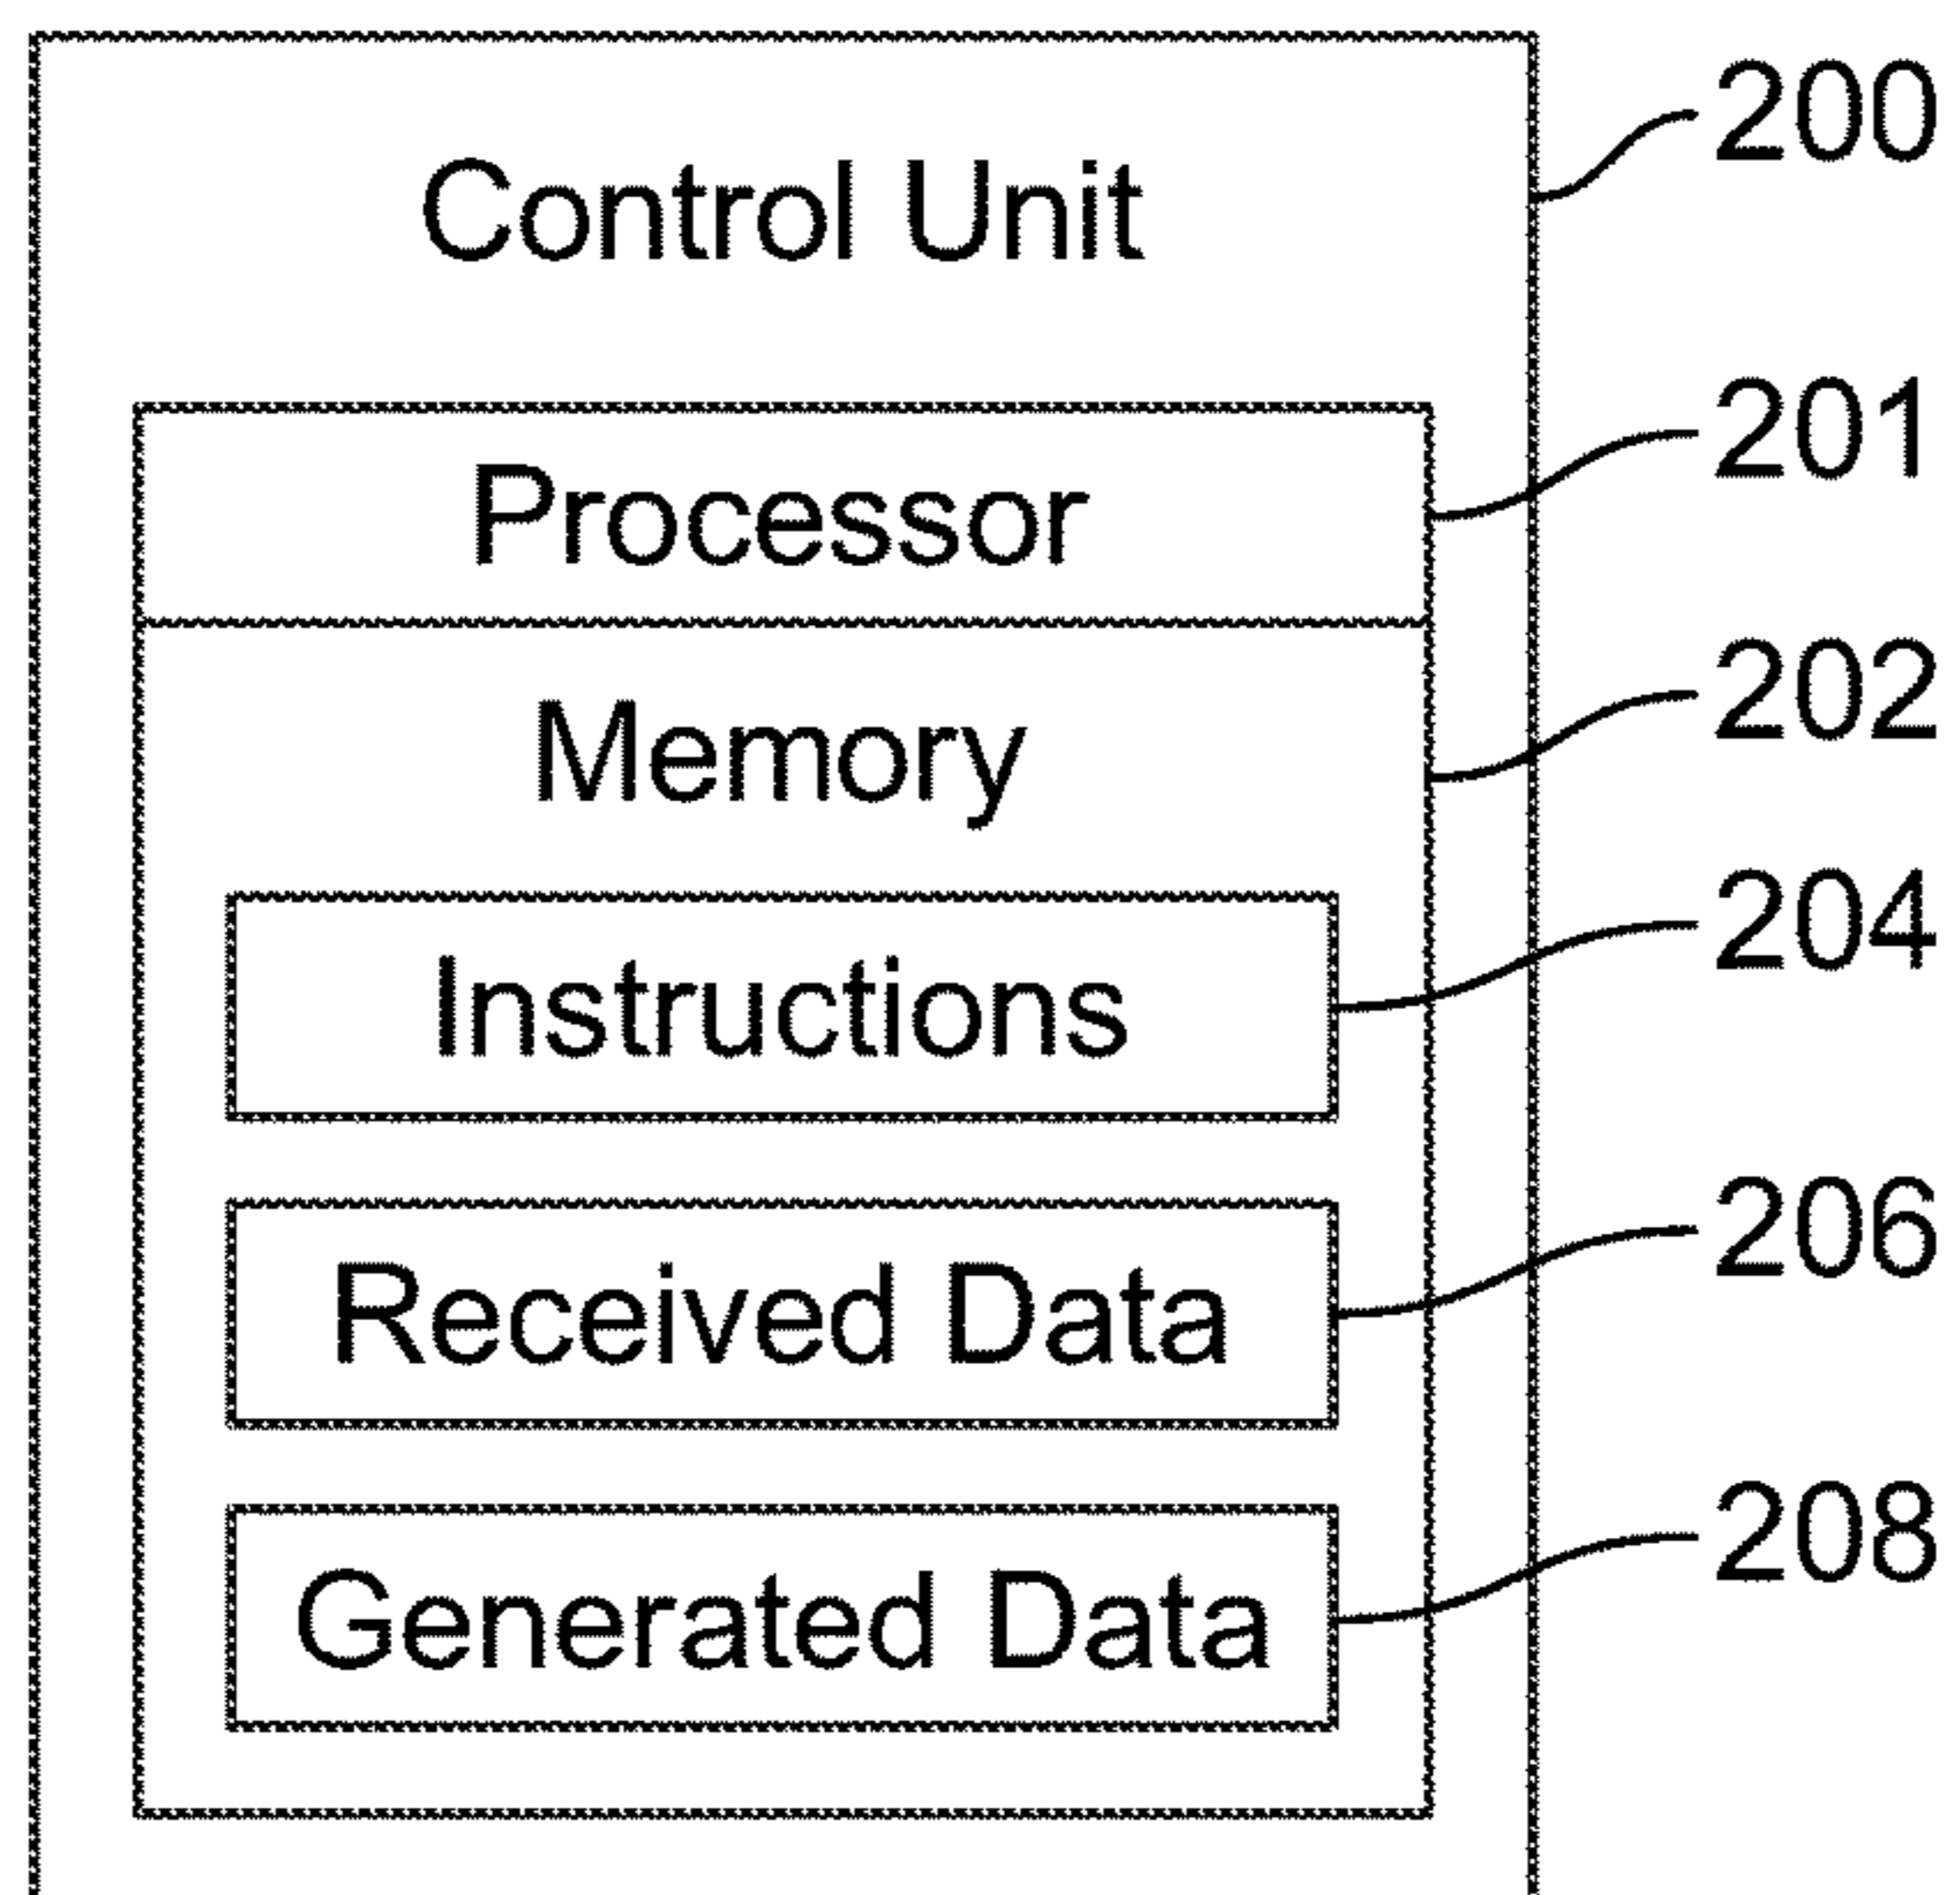 Control Unit 200
Processor 201
Memory 202
Instructions 204
Received Data 206
Generated Data 208